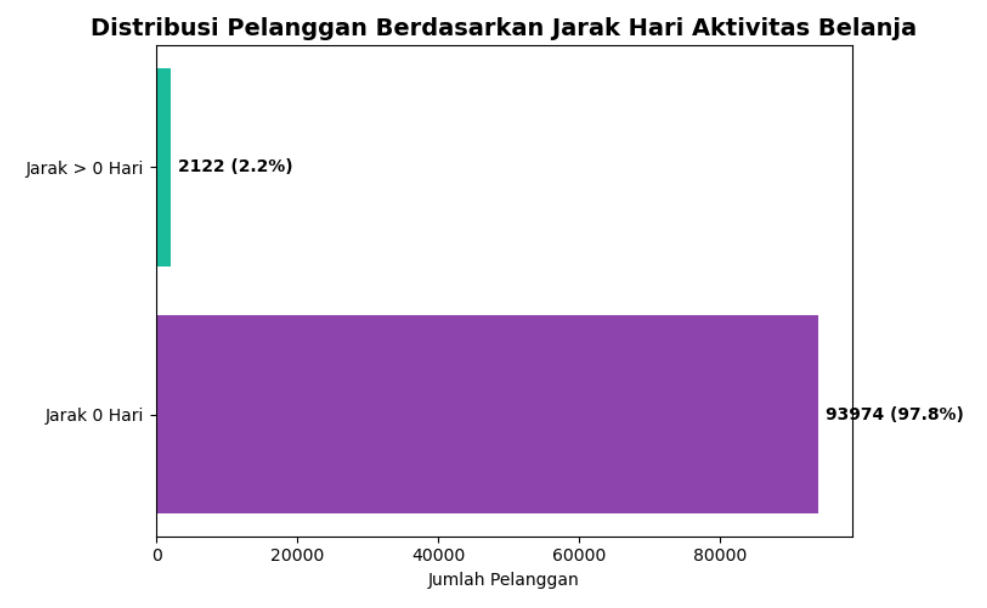 Distribusi Pelanggan Berdasarkan Jarak Hari Aktivitas Belanja
Jarak > 0 Hari
2122 (2.2%)
Jarak 0 Hari
93974 (97.8%)
0 20000 40000 60000 80000
Jumlah Pelanggan